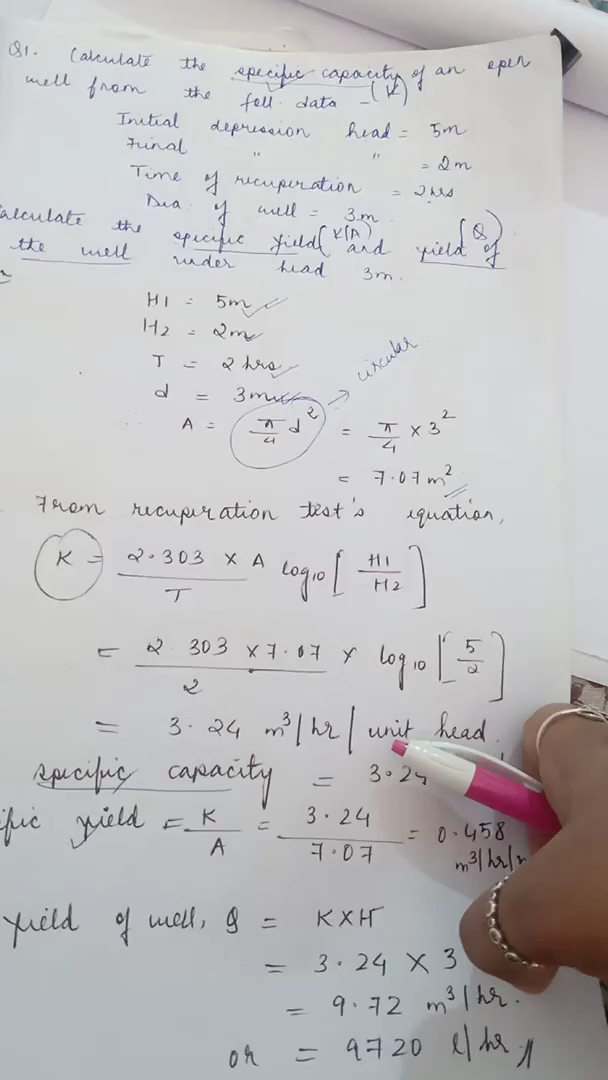 Q1. Calculate the specific capacity of an open
well from the foll. data - (K)
Initial depression head = 5m
Final " " = 2m
Time of recuperation = 2hrs
Dia. of well = 3.m
alculate the specific yield (K/A) and yield (Q) of
the well under head 3m.
H1 = 5m
H2 = 2m
T = 2 hrs
d = 3m
circular
∴ A = π/4 d² = π/4 × 3²
= 7.07 m²
From recuperation test's equation,
K = 2.303 × A / T log10 [H1/H2]
= 2.303 × 7.07 / 2 × log10 [5/2]
= 3.24 m³/hr/unit head.
specific capacity = 3.24
ific yield = K/A = 3.24/7.07 = 0.458
m³/hr/
yield of well, Q = K×H
= 3.24 × 3
= 9.72 m³/hr.
or = 9720 l/hr